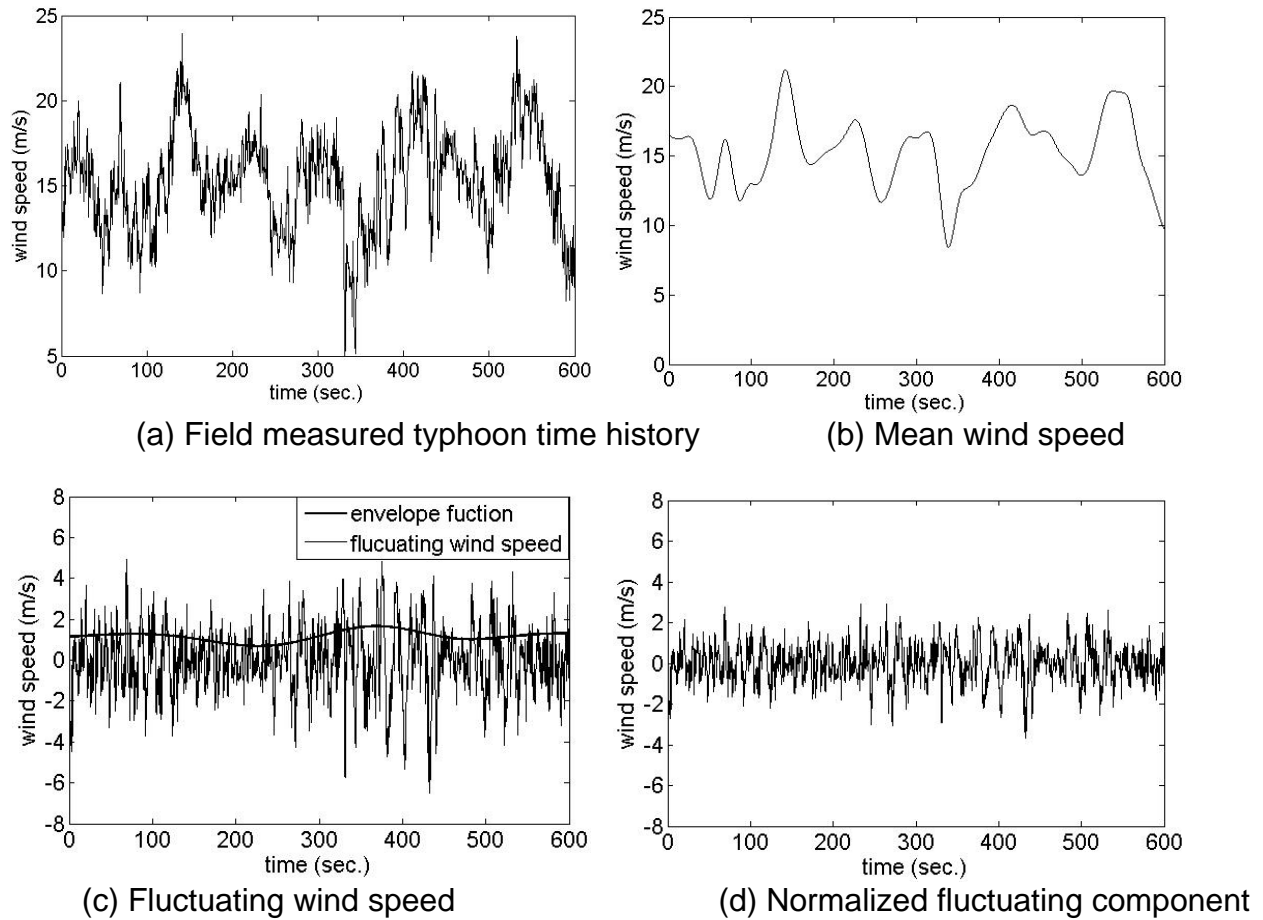 25
20
15
10
5
0 100 200 300 400 500 600
wind speed (m/s)
time (sec.)
25
20
15
10
5
0
0 100 200 300 400 500 600
wind speed (m/s)
time (sec.)
(a) Field measured typhoon time history
(b) Mean wind speed
8
6
4
2
0
-2
-4
-6
-8
0 100 200 300 400 500 600
wind speed (m/s)
time (sec.)
envelope fuction
flucuating wind speed
8
6
4
2
0
-2
-4
-6
-8
0 100 200 300 400 500 600
wind speed (m/s)
time (sec.)
(c) Fluctuating wind speed
(d) Normalized fluctuating component